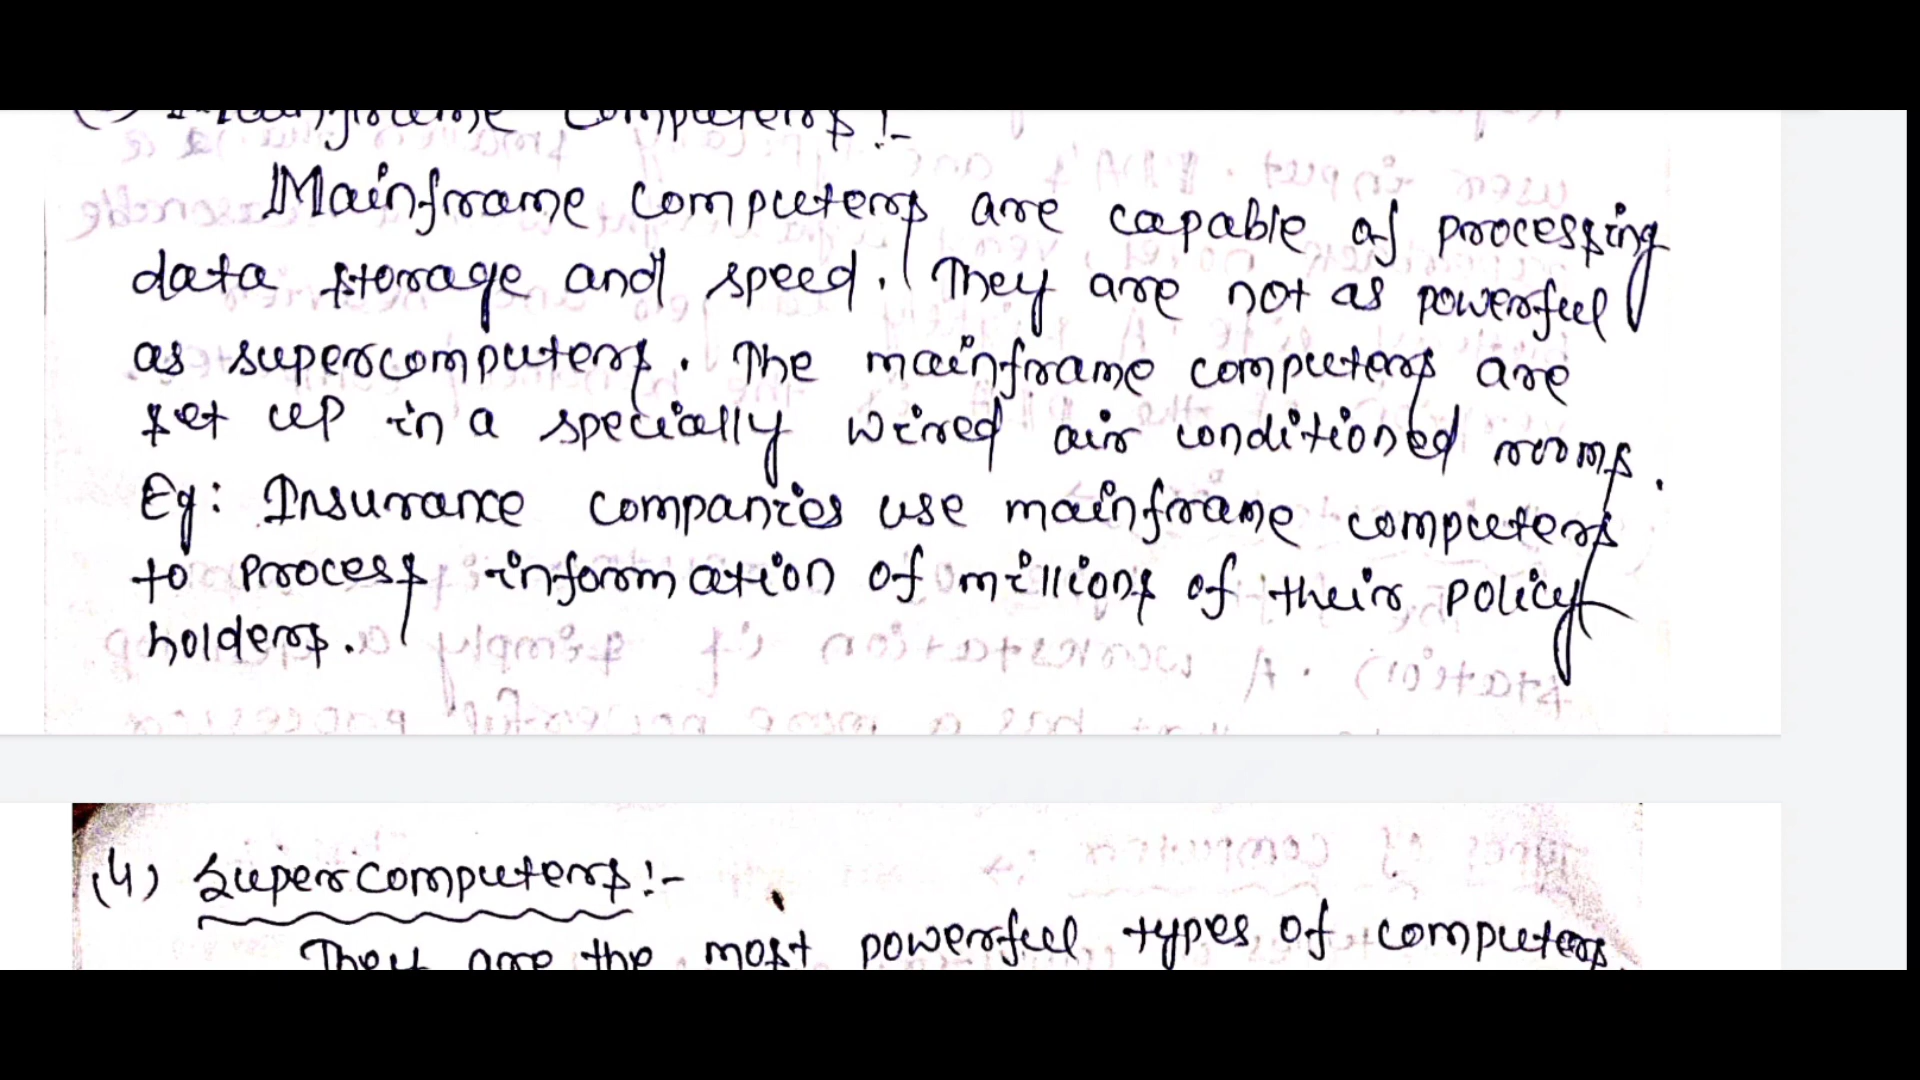 Mainframe Computers :-
Mainframe computers are capable of processing
data storage and speed. They are not as powerful
as supercomputers. The mainframe computers are
set up in a specially wired air conditioned rooms.
Eg: Insurance companies use mainframe computers
to process information of millions of their policy
holders.
(4) Supercomputers :-
They are the most powerful types of computers